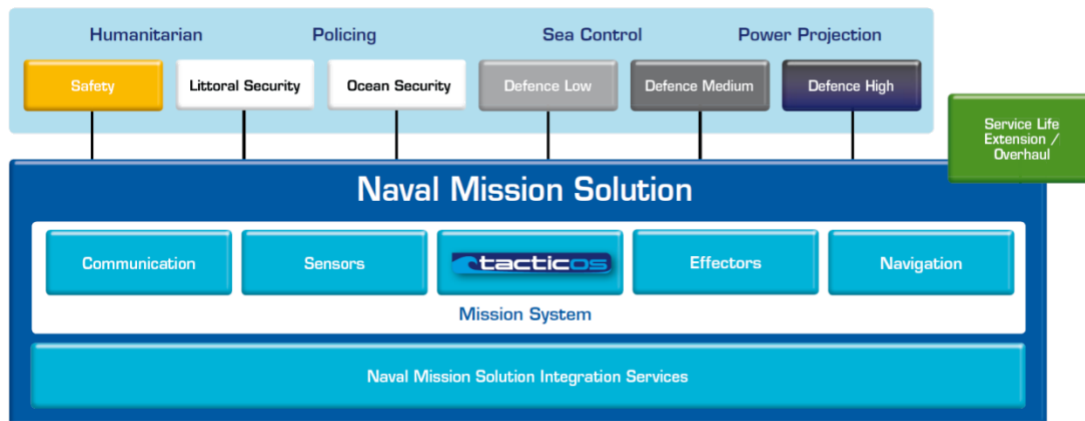 Humanitarian Policing Sea Control Power Projection
Safety Littoral Security Ocean Security Defence Low Defence Medium Defence High
Service Life
Extension /
Overhaul
Naval Mission Solution
Communication Sensors tacticos Effectors Navigation
Mission System
Naval Mission Solution Integration Services